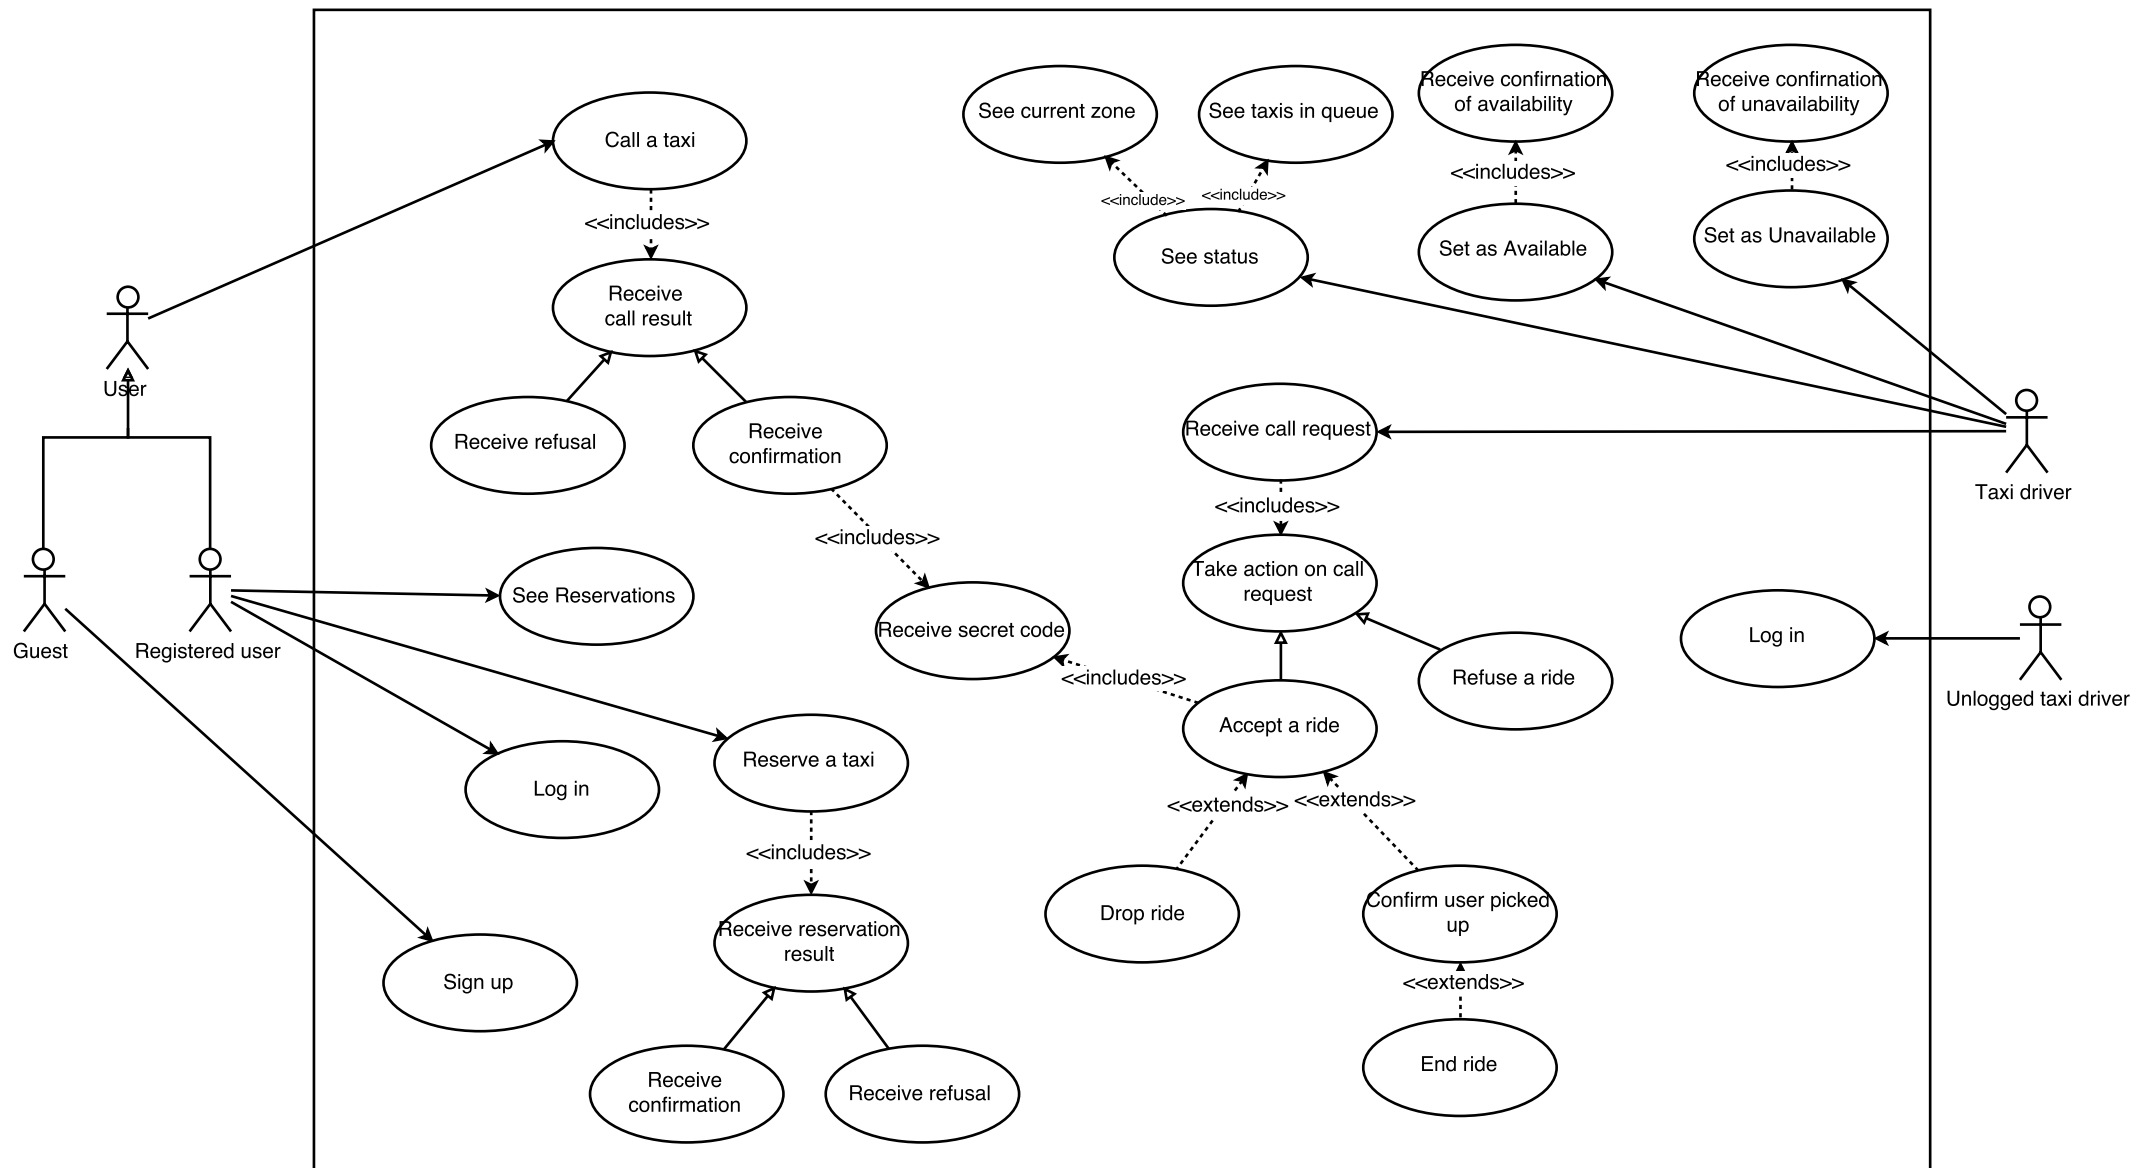 Call a taxi
<<includes>>
Receive
call result
Receive refusal
Receive
confirmation
<<includes>>
Receive secret code
See Reservations
Log in
Reserve a taxi
<<includes>>
Receive reservation
result
Receive
confirmation
Receive refusal
Sign up
User
Guest
Registered user
See current zone
See taxis in queue
Receive confirnation
of availability
Receive confirnation
of unavailability
<<include>>
<<include>>
<<includes>>
<<includes>>
See status
Set as Available
Set as Unavailable
Receive call request
<<includes>>
Take action on call
request
<<includes>>
Accept a ride
Refuse a ride
<<extends>>
<<extends>>
Drop ride
Confirm user picked
up
<<extends>>
End ride
Log in
Taxi driver
Unlogged taxi driver